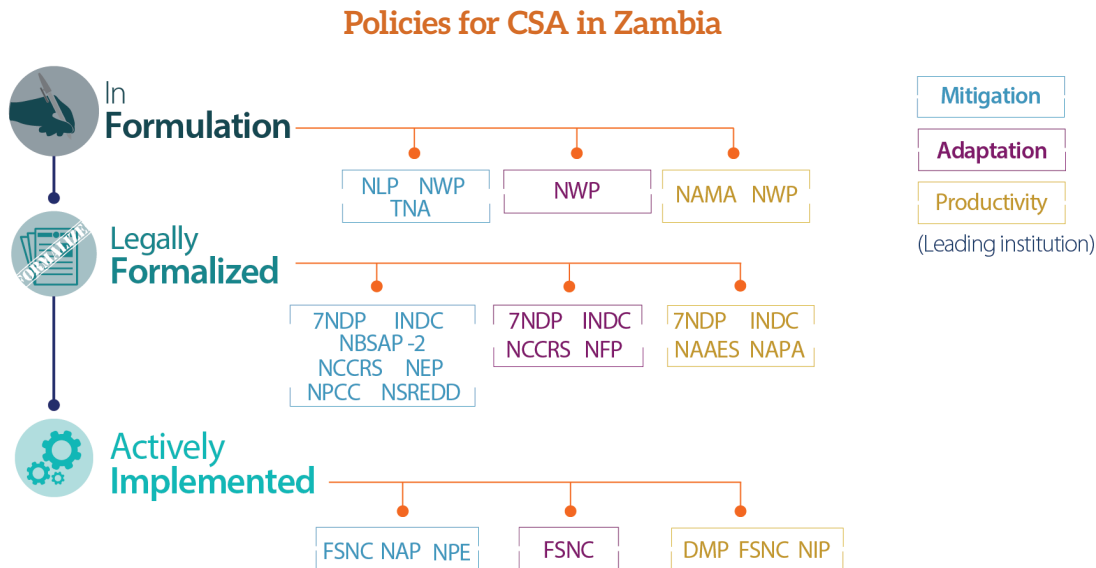 Policies for CSA in Zambia
In
Formulation
NLP NWP
TNA
NWP
NAMA NWP
Mitigation
Adaptation
Productivity
(Leading institution)
FORMALIZE
Legally
Formalized
7NDP INDC
NBSAP -2
NCCRS NEP
NPCC NSREDD
7NDP INDC
NCCRS NFP
7NDP INDC
NAAES NAPA
Actively
Implemented
FSNC NAP NPE
FSNC
DMP FSNC NIP